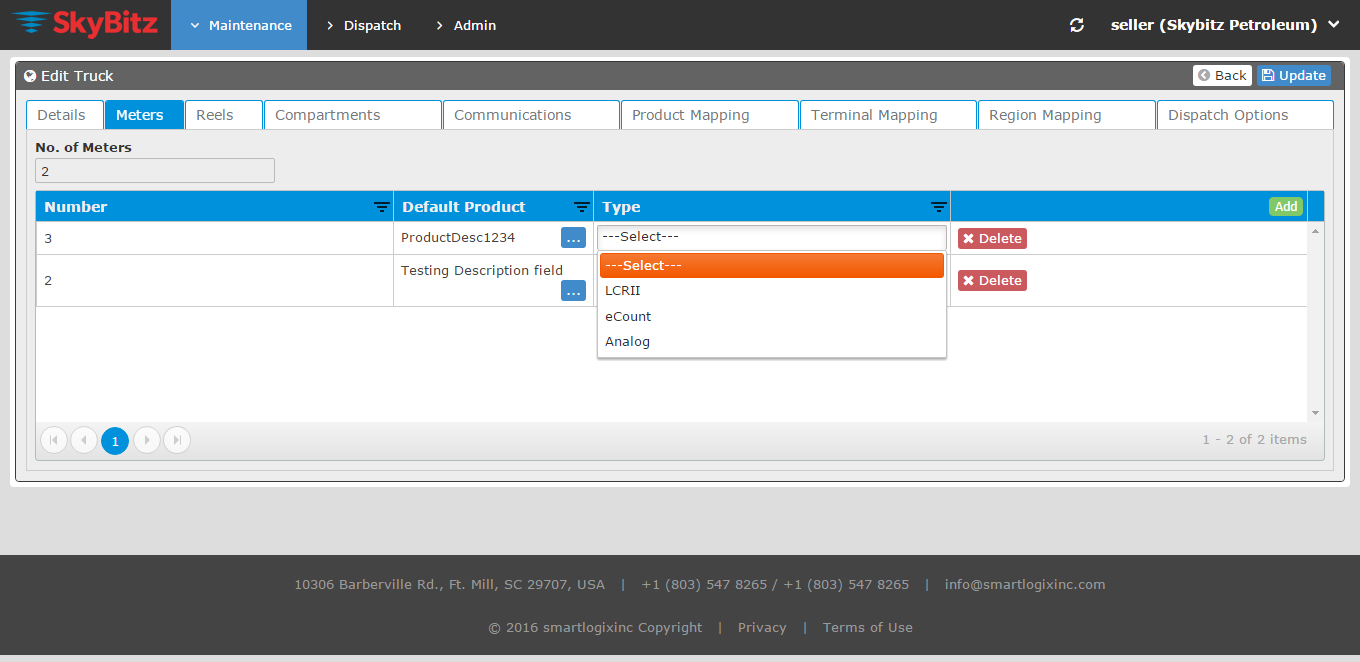 SkyBitz Maintenance Dispatch Admin seller (Skybitz Petroleum)
Edit Truck Back Update
Details Meters Reels Compartments Communications Product Mapping Terminal Mapping Region Mapping Dispatch Options
No. of Meters
2
Number Default Product Type Add
3 ProductDesc1234 ... ---Select--- Delete
---Select---
2 Testing Description field ... Delete
LCRII
eCount
Analog
1 1 - 2 of 2 items
10306 Barberville Rd., Ft. Mill, SC 29707, USA | +1 (803) 547 8265 / +1 (803) 547 8265 | info@smartlogixinc.com
© 2016 smartlogixinc Copyright | Privacy | Terms of Use